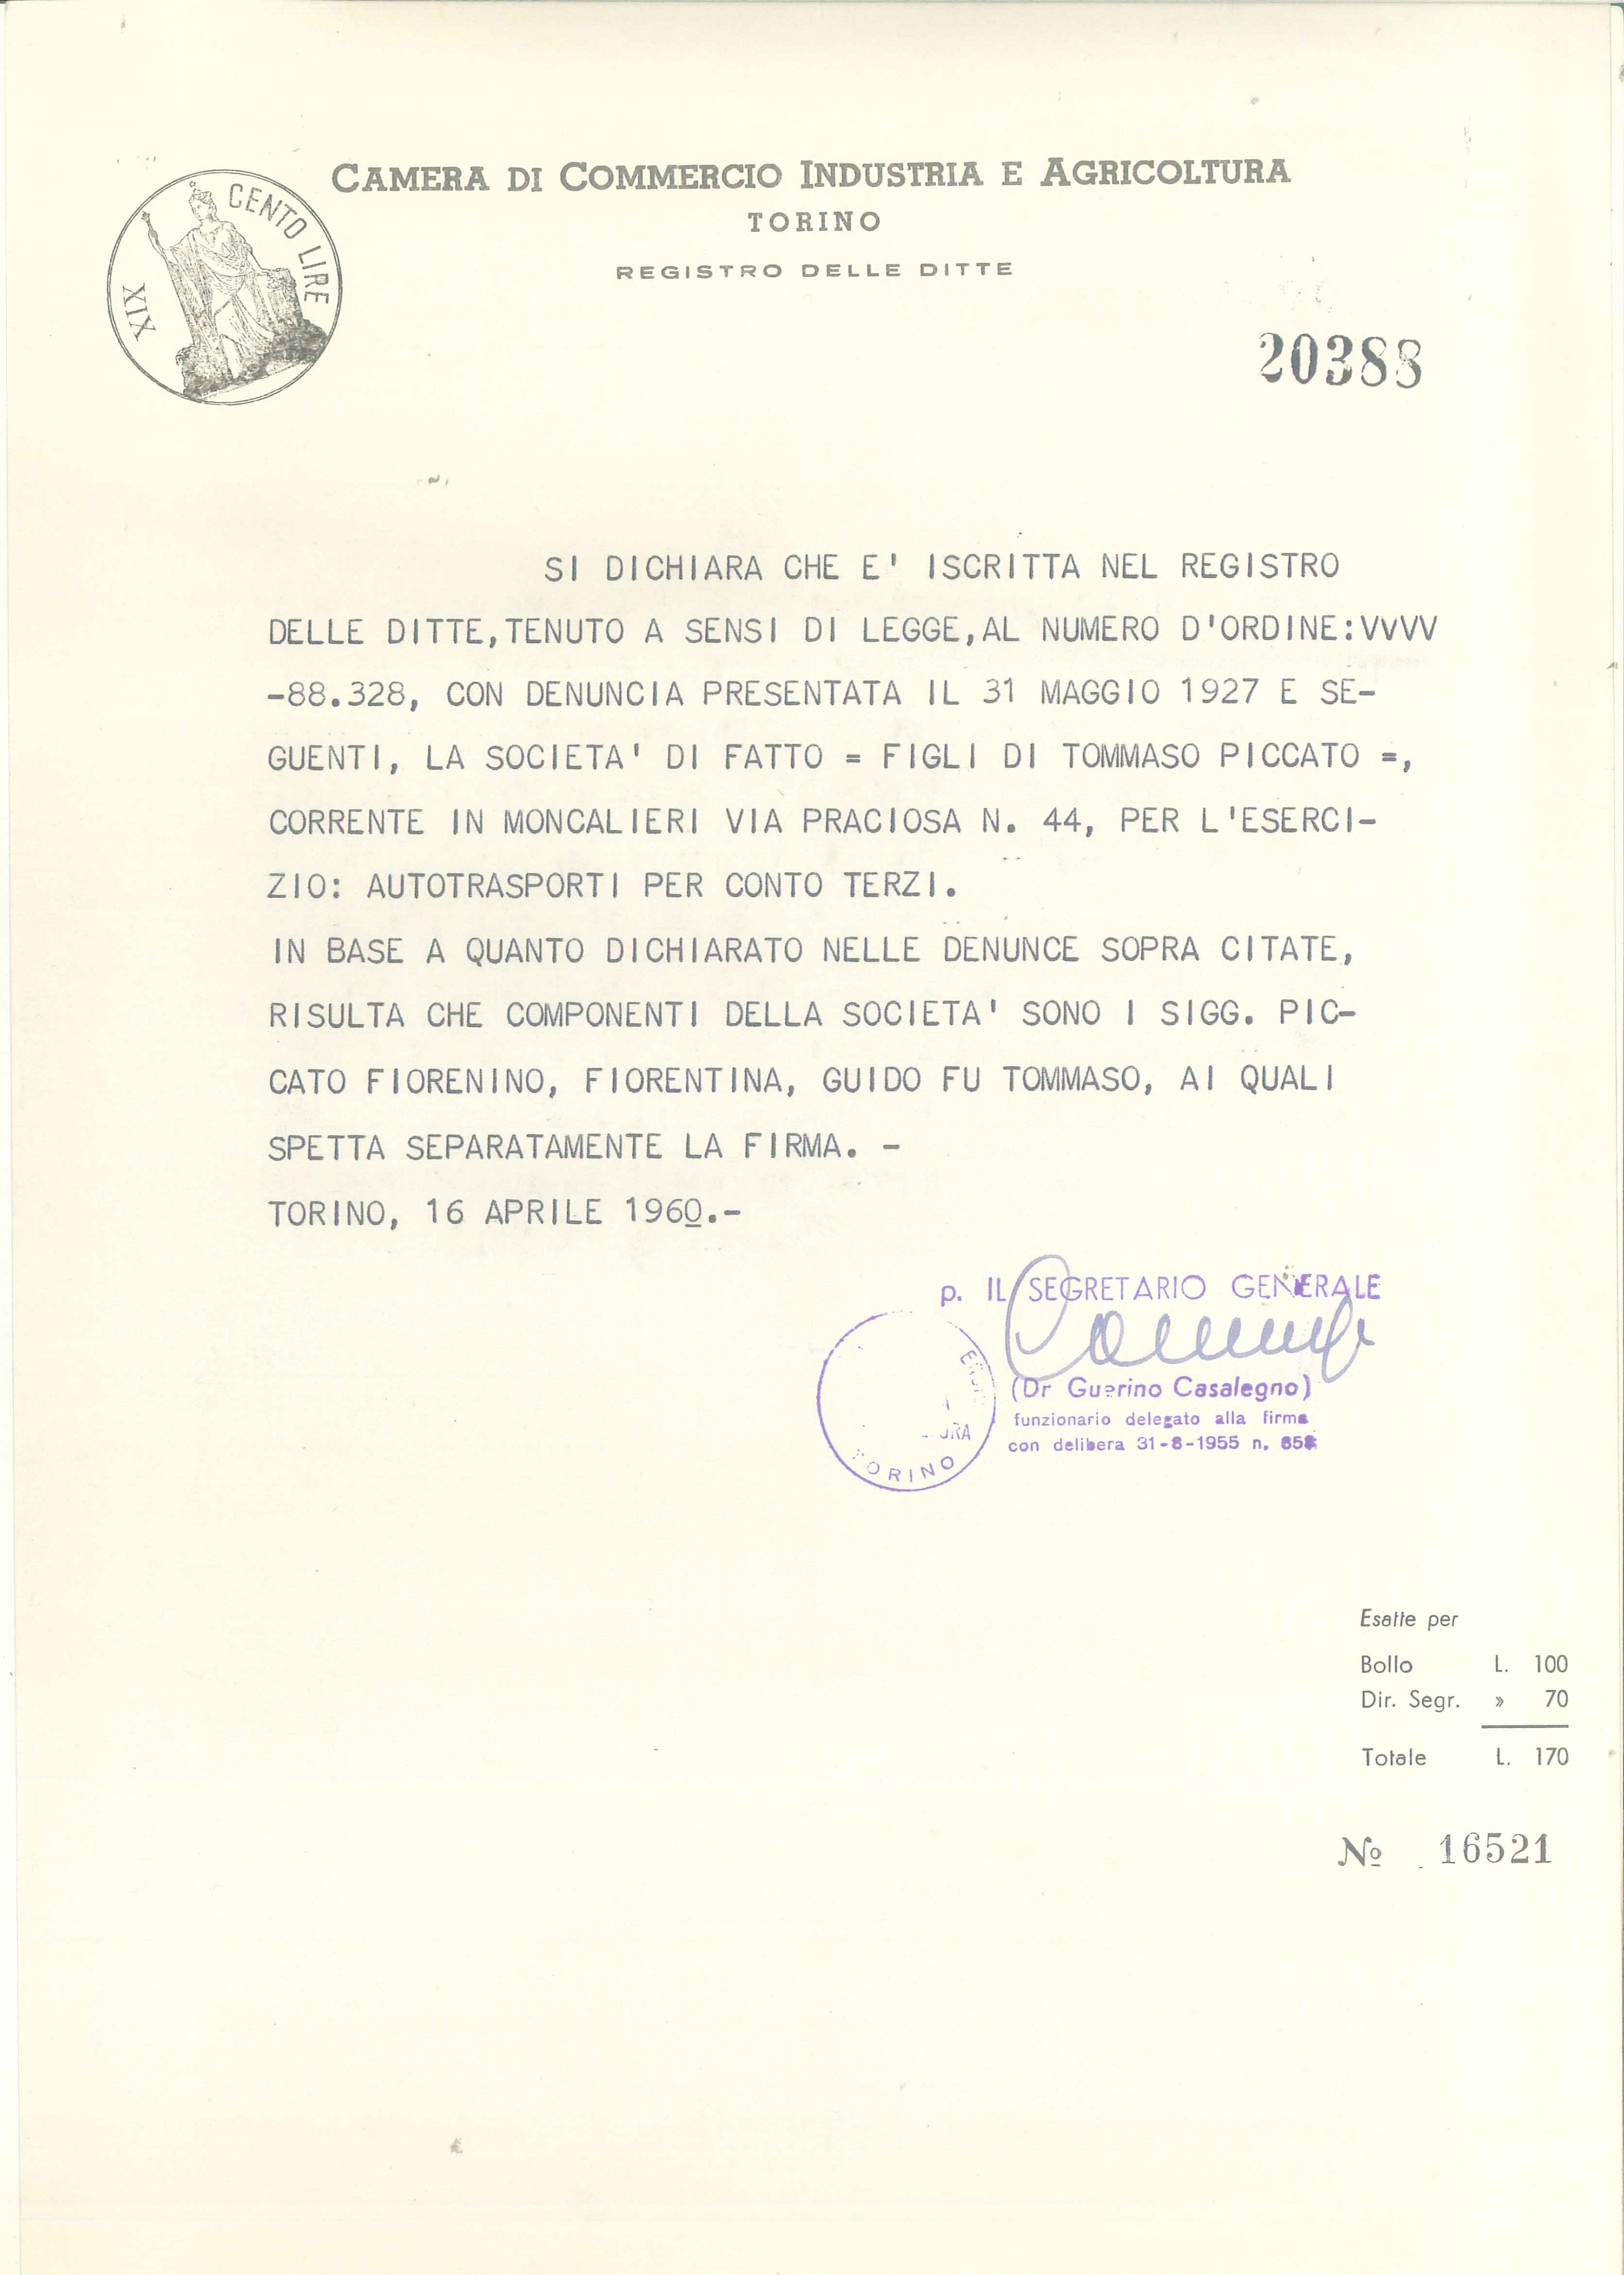 CAMERA DI COMMERCIO INDUSTRIA E AGRICOLTURA
TORINO
REGISTRO DELLE DITTE
CENTO LIRE
XIX
20388
SI DICHIARA CHE E' ISCRITTA NEL REGISTRO
DELLE DITTE,TENUTO A SENSI DI LEGGE,AL NUMERO D'ORDINE:VVVV
-88.328, CON DENUNCIA PRESENTATA IL 31 MAGGIO 1927 E SE-
GUENTI, LA SOCIETA' DI FATTO = FIGLI DI TOMMASO PICCATO =,
CORRENTE IN MONCALIERI VIA PRACIOSA N. 44, PER L'ESERCI-
ZIO: AUTOTRASPORTI PER CONTO TERZI.
IN BASE A QUANTO DICHIARATO NELLE DENUNCE SOPRA CITATE,
RISULTA CHE COMPONENTI DELLA SOCIETA' SONO I SIGG. PIC-
CATO FIORENINO, FIORENTINA, GUIDO FU TOMMASO, AI QUALI
SPETTA SEPARATAMENTE LA FIRMA. -
TORINO, 16 APRILE 1960.-
p. IL SEGRETARIO GENERALE
(Dr Guerino Casalegno)
funzionario delegato alla firma
con delibera 31-8-1955 n.
TORINO
Esatte per
Bollo L. 100
Dir. Segr. » 70
Totale L. 170
Nº 16521